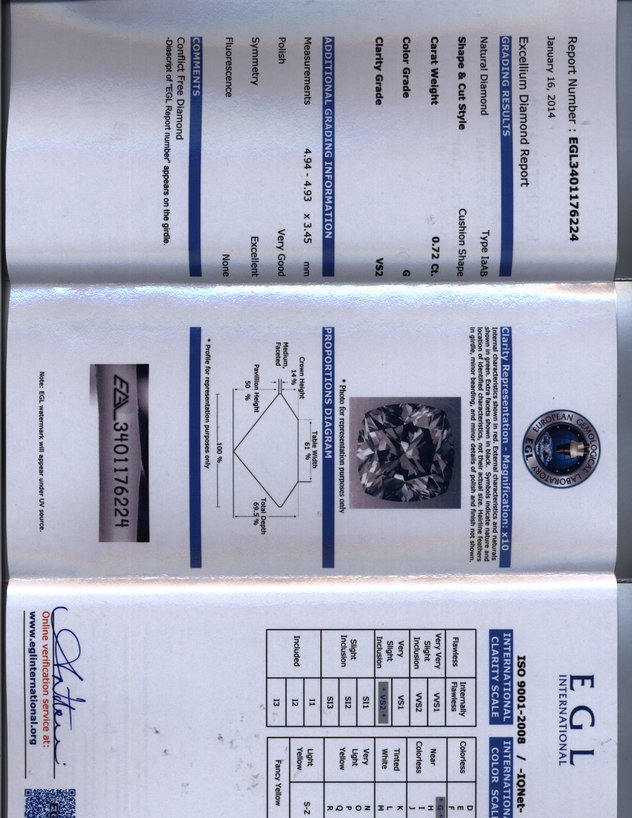 Report Number : EGL3401176224
January 16, 2014
Excellium Diamond Report
GRADING RESULTS
Natural Diamond Type IaAB
Shape & Cut Style Cushion Shape
Carat Weight 0.72 Ct.
Color Grade G
Clarity Grade VS2
ADDITIONAL GRADING INFORMATION
Measurements 4.94 - 4.93 x 3.45 mm
Polish Very Good
Symmetry Excellent
Fluorescence None
COMMENTS
Conflict Free Diamond
-Diascript of "EGL Report number" appears on the girdle.
EUROPEAN GEMOLOGICAL LABORATORY
EGL
Clarity Representation - Magnification: x10
Internal characteristics shown in red. External characteristics and naturals
shown in green. Extra facets shown in black. Symbols indicate nature and
location of identified characteristics, not their actual size. Hairline feathers
in girdle, minor bearding, and minor details of polish and finish not shown.
* Photo for representation purposes only
PROPORTIONS DIAGRAM
Table Width
61 %
Crown Height
14 %
Medium,
Faceted
Pavillion Height
50 %
Total Depth
69.5 %
100 %
* Profile for representation purposes only
EGL 3401176224
Note: EGL watermark will appear under UV source.
EGL
INTERNATIONAL
ISO 9001-2008 / -IQNet-
INTERNATIONAL
CLARITY SCALE
Flawless
Internally
Flawless
Very Very
Slight
Inclusion
VVS1
VVS2
Very
Slight
Inclusion
VS1
* VS2 *
Slight
Inclusion
SI1
SI2
SI3
Included
I1
I2
I3
COLOR SCALE
Colorless
D
E
F
Near
Colorless
* G *
H
I
J
Tinted
White
K
L
M
Very
Light
Yellow
N
O
P
Q
R
Light
Yellow
S-Z
Fancy Yellow
Online verification service at:
www.eglinternational.org